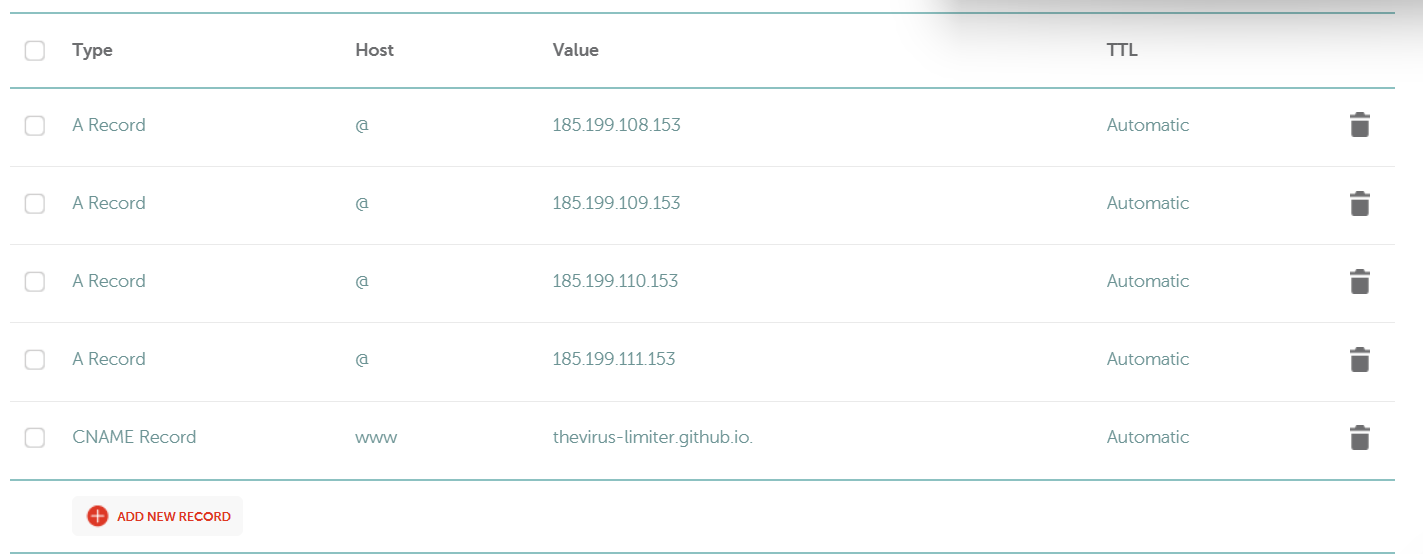 Type Host Value TTL
A Record @ 185.199.108.153 Automatic
A Record @ 185.199.109.153 Automatic
A Record @ 185.199.110.153 Automatic
A Record @ 185.199.111.153 Automatic
CNAME Record www thevirus-limiter.github.io. Automatic
ADD NEW RECORD